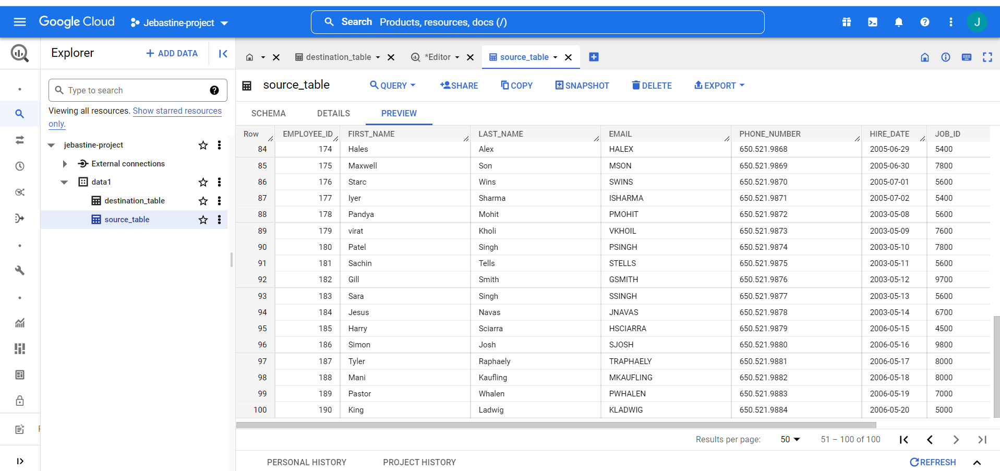 Google Cloud Jebastine-project Search Products, resources, docs (/) J
Explorer + ADD DATA
destination_table *Editor source_table
Type to search
Viewing all resources. Show starred resources
only.
jebastine-project
External connections
data1
destination_table
source_table
source_table QUERY SHARE COPY SNAPSHOT DELETE EXPORT
SCHEMA DETAILS PREVIEW
Row EMPLOYEE_ID FIRST_NAME LAST_NAME EMAIL PHONE_NUMBER HIRE_DATE JOB_ID
84 174 Hales Alex HALEX 650.521.9868 2005-06-29 5400
85 175 Maxwell Son MSON 650.521.9869 2005-06-30 7800
86 176 Starc Wins SWINS 650.521.9870 2005-07-01 5600
87 177 Iyer Sharma ISHARMA 650.521.9871 2005-07-02 5400
88 178 Pandya Mohit PMOHIT 650.521.9872 2003-05-08 5600
89 179 virat Kholi VKHOIL 650.521.9873 2003-05-09 7600
90 180 Patel Singh PSINGH 650.521.9874 2003-05-10 7800
91 181 Sachin Tells STELLS 650.521.9875 2003-05-11 5600
92 182 Gill Smith GSMITH 650.521.9876 2003-05-12 9700
93 183 Sara Singh SSINGH 650.521.9877 2003-05-13 5600
94 184 Jesus Navas JNAVAS 650.521.9878 2003-05-14 6700
95 185 Harry Sciarra HSCIARRA 650.521.9879 2006-05-15 4500
96 186 Simon Josh SJOSH 650.521.9880 2006-05-16 9800
97 187 Tyler Raphaely TRAPHAELY 650.521.9881 2006-05-17 8000
98 188 Mani Kaufling MKAUFLING 650.521.9882 2006-05-18 8000
99 189 Pastor Whalen PWHALEN 650.521.9883 2006-05-19 7000
100 190 King Ladwig KLADWIG 650.521.9884 2006-05-20 5000
Results per page: 50 51 – 100 of 100
PERSONAL HISTORY PROJECT HISTORY REFRESH